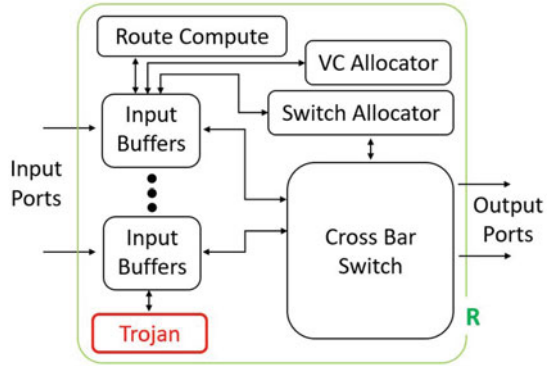 Route Compute
VC Allocator
Switch Allocator
Input
Buffers
Input
Ports
Input
Buffers
Cross Bar
Switch
Output
Ports
Trojan
R